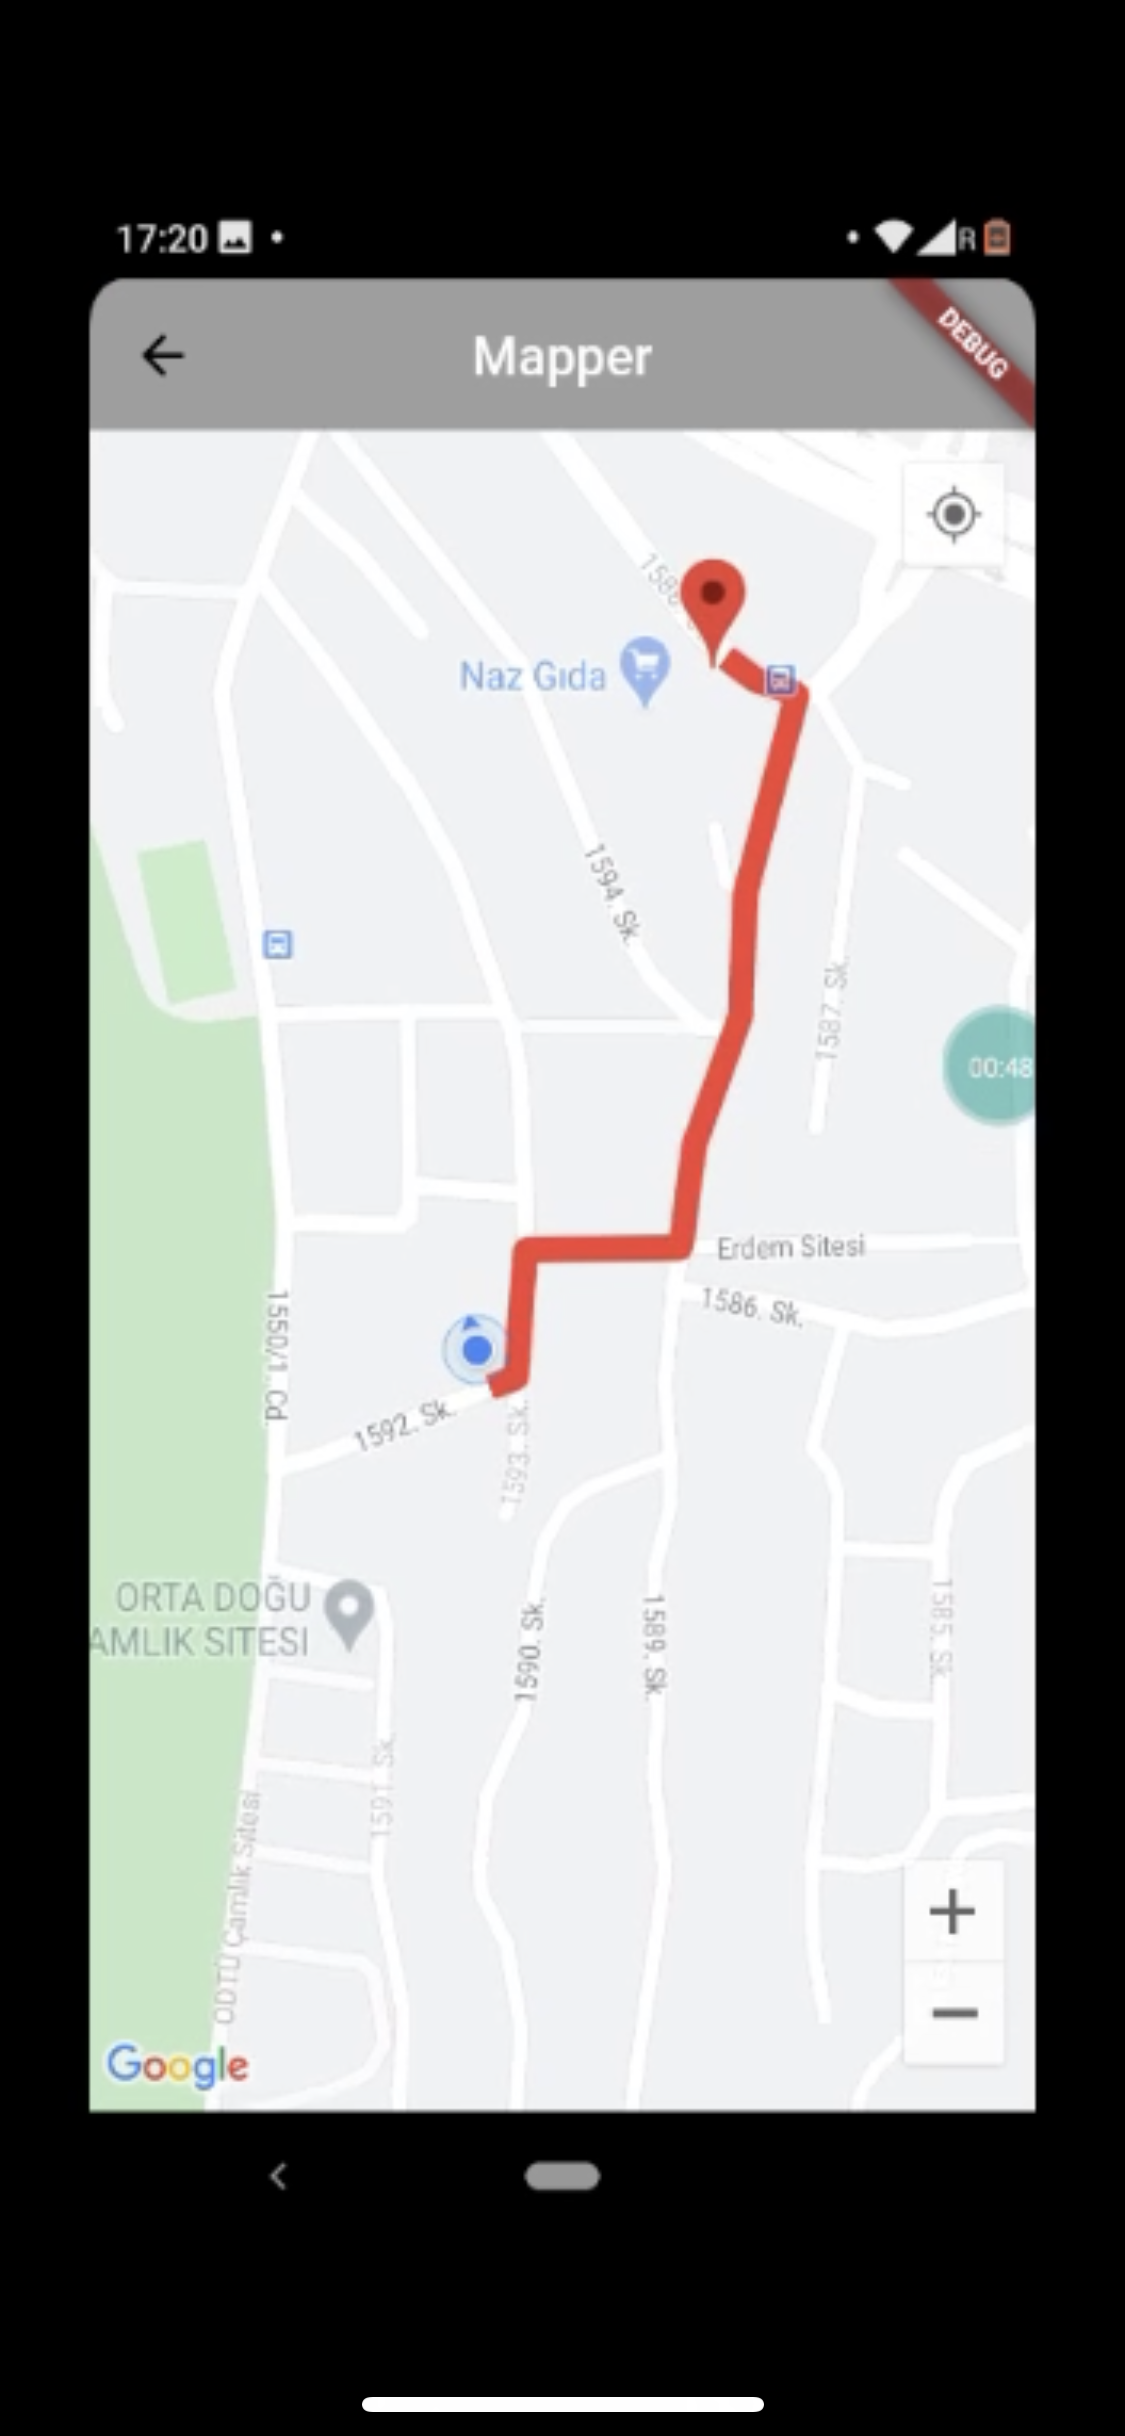 17:20
R
Mapper
DEBUG
Naz Gıda
1594. Sk.
1587. Sk.
00:48
Erdem Sitesi
1586. Sk.
1550/1. Cd.
1592. Sk.
1593. Sk.
ORTA DOĞU
AMLIK SİTESİ
1590. Sk.
1589. Sk.
1585. Sk.
1591. Sk.
ODTÜ Çamlık Sitesi
Google